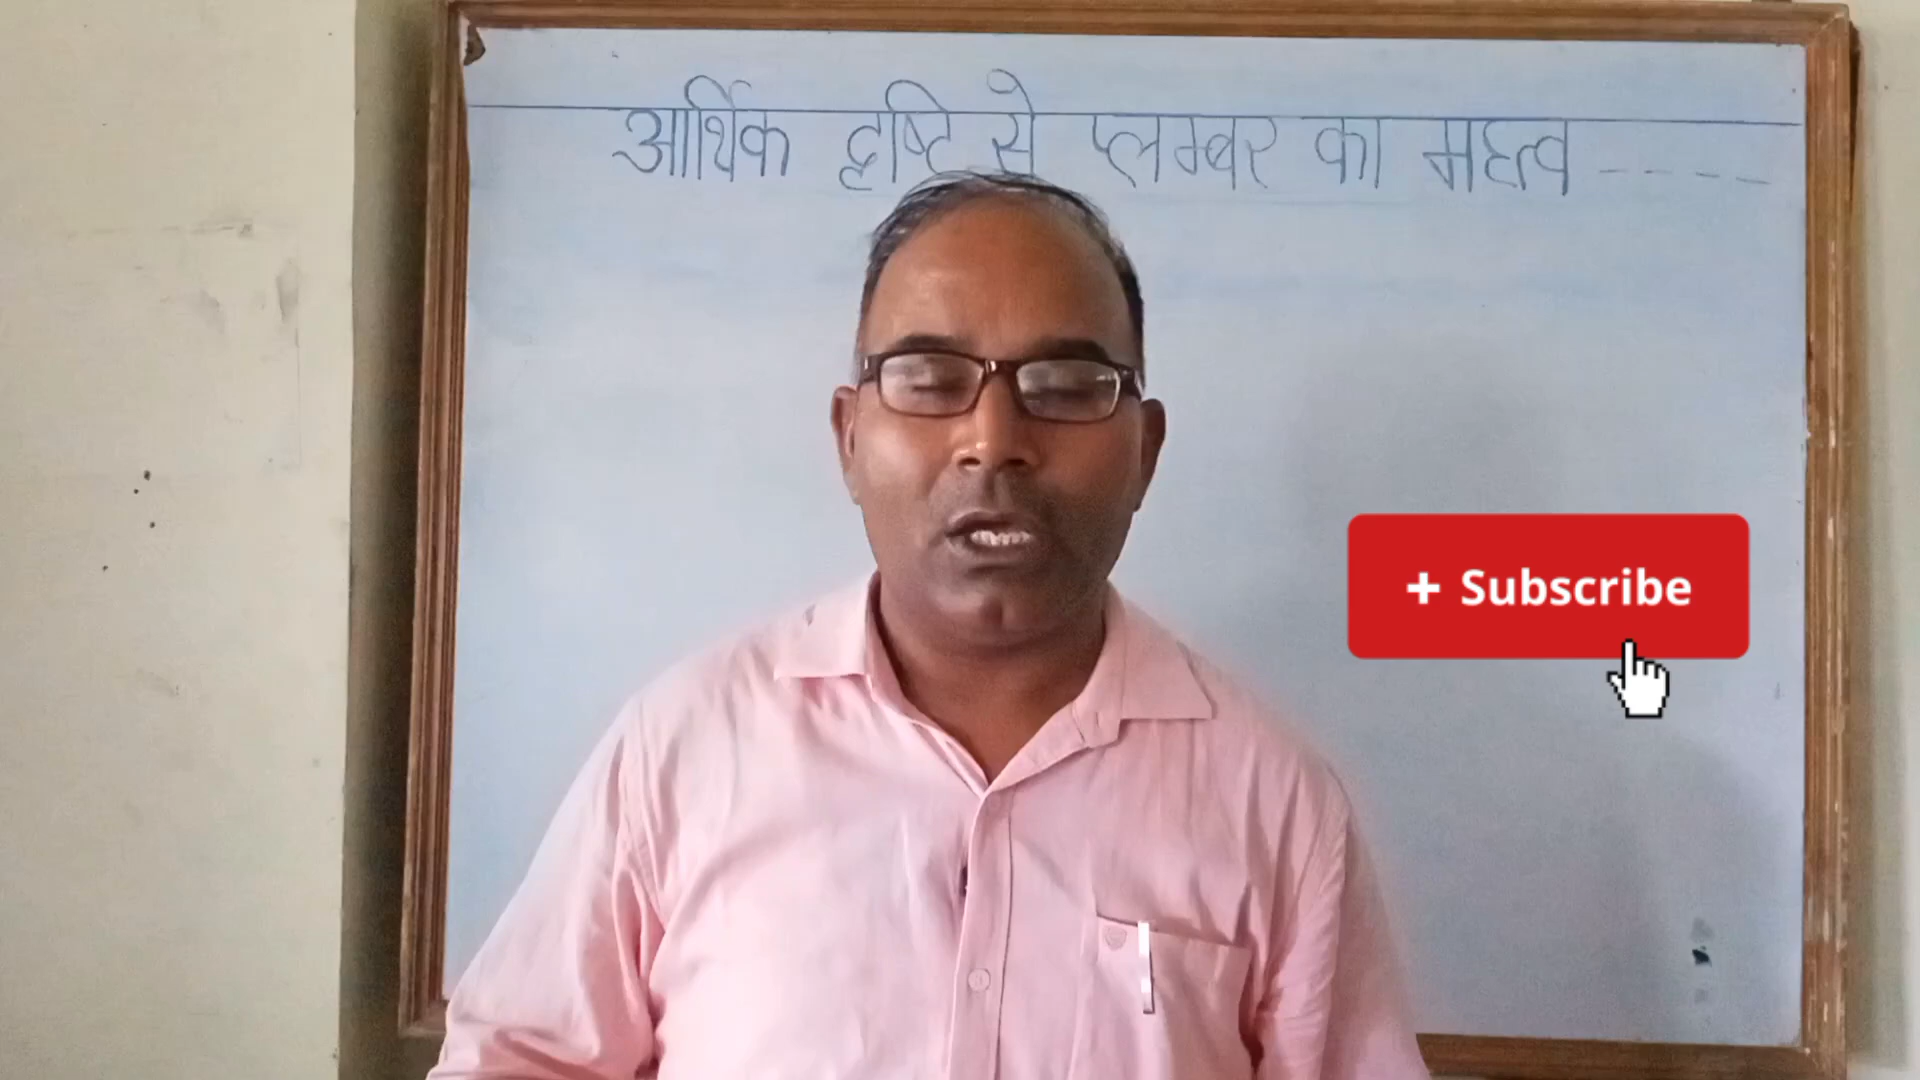 आर्थिक दृष्टि से प्लम्बर का महत्व ----
+ Subscribe